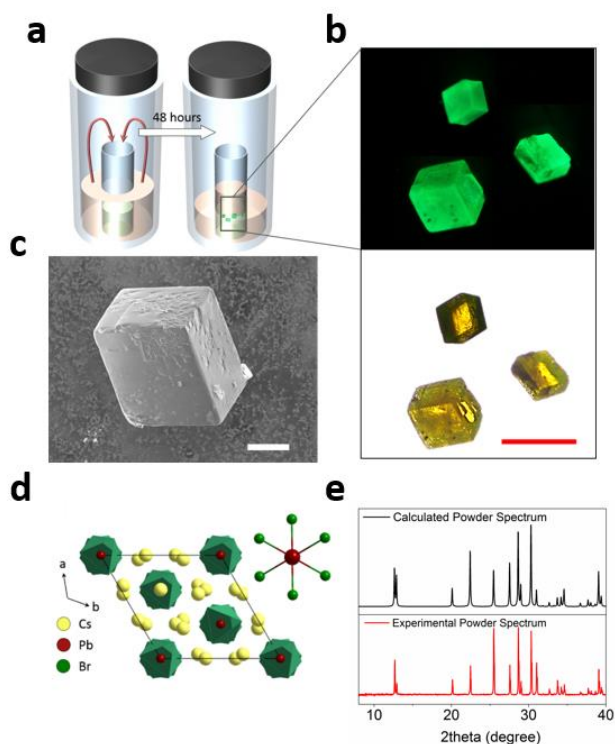 a
48 hours
b
c
d
a
b
Cs
Pb
Br
e
Calculated Powder Spectrum
Experimental Powder Spectrum
10 20 30 40
2theta (degree)